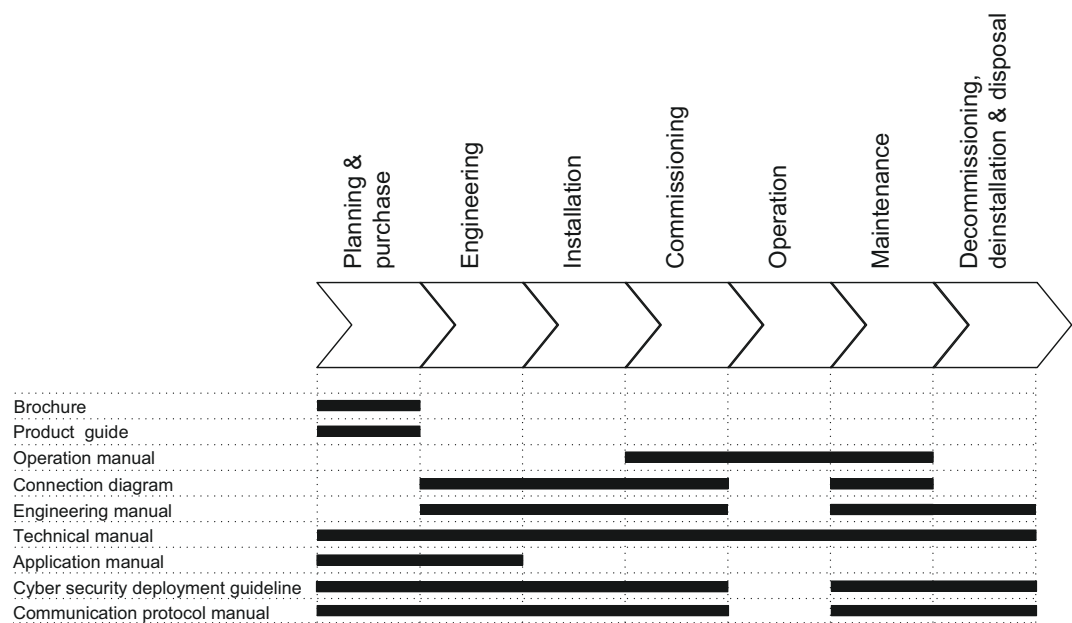 Planning &
purchase
Engineering
Installation
Commissioning
Operation
Maintenance
Decommissioning,
deinstallation & disposal
Brochure
Product guide
Operation manual
Connection diagram
Engineering manual
Technical manual
Application manual
Cyber security deployment guideline
Communication protocol manual